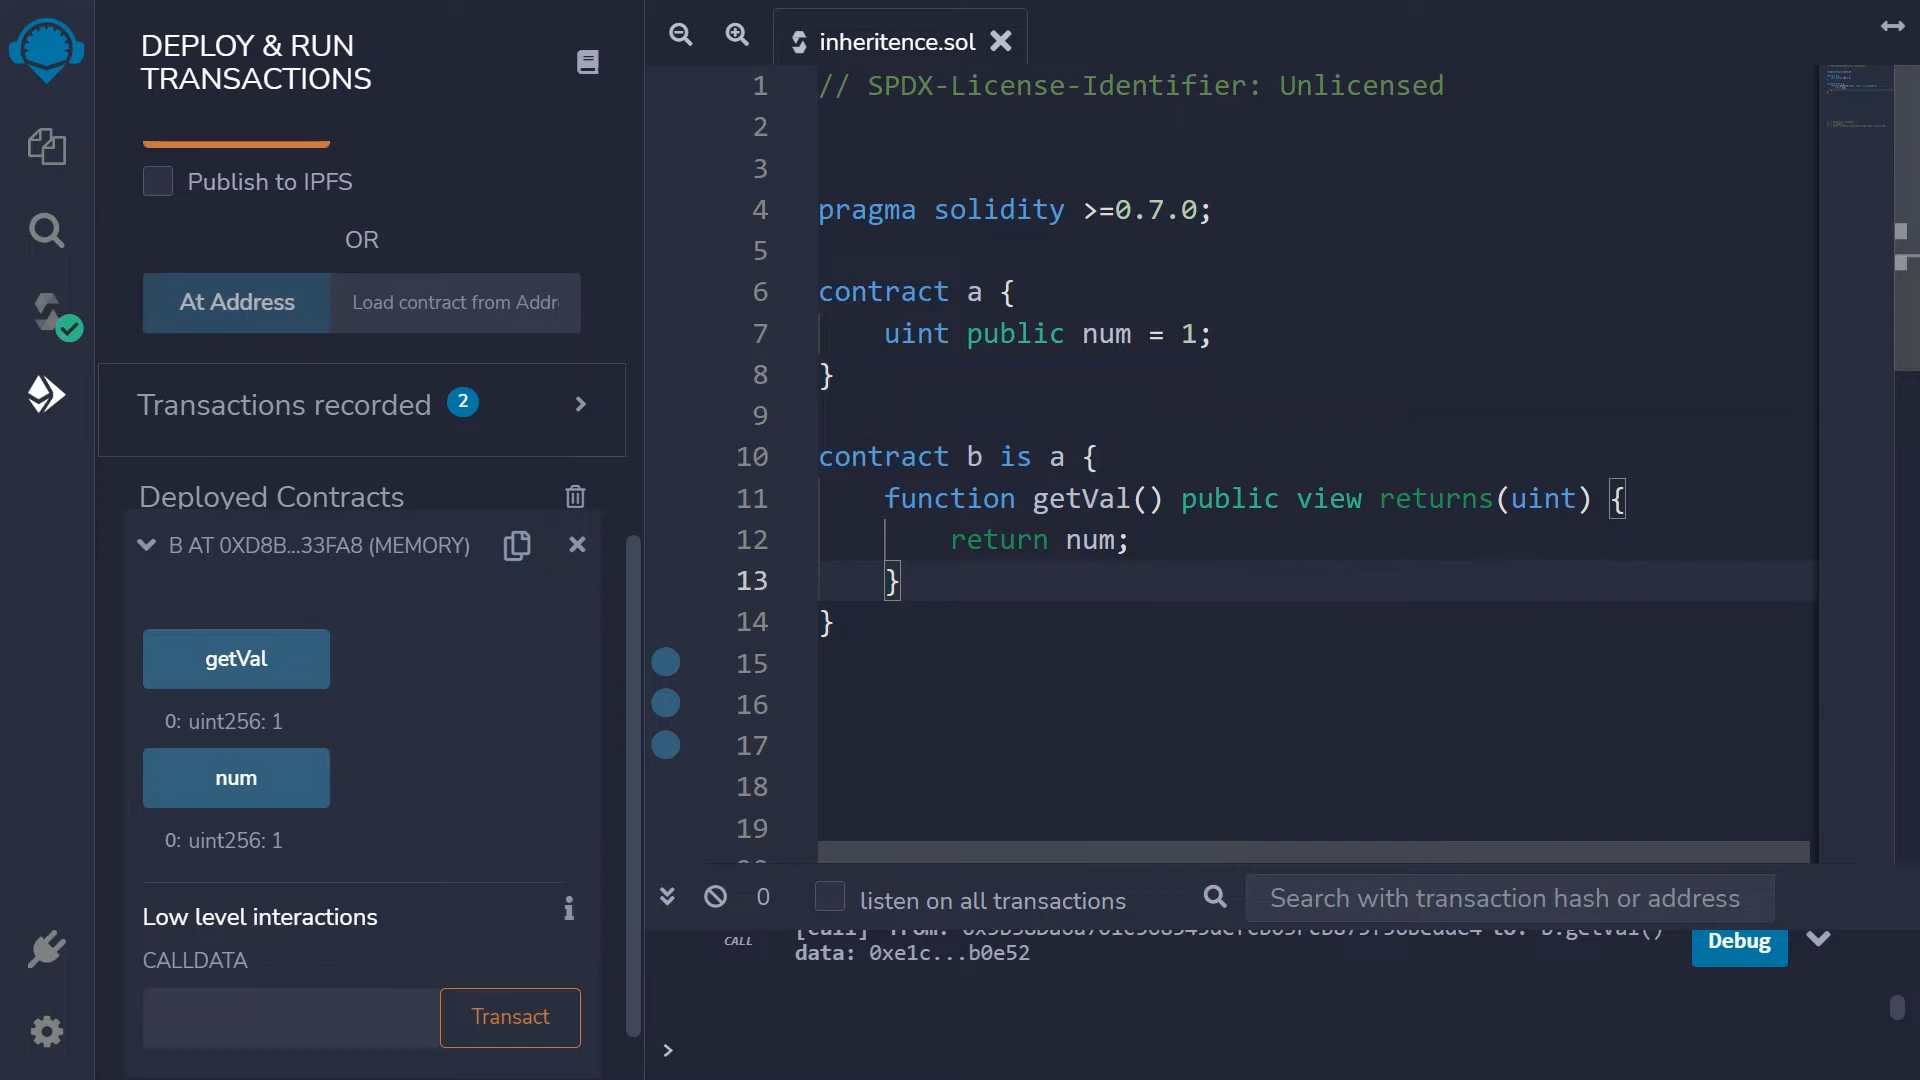 DEPLOY & RUN
TRANSACTIONS
Publish to IPFS
OR
At Address
Load contract from Addr
Transactions recorded 2
Deployed Contracts
B AT 0XD8B...33FA8 (MEMORY)
getVal
0: uint256: 1
num
0: uint256: 1
Low level interactions
CALLDATA
Transact
inheritence.sol
1 // SPDX-License-Identifier: Unlicensed
2
3
4 pragma solidity >=0.7.0;
5
6 contract a {
7 uint public num = 1;
8 }
9
10 contract b is a {
11 function getVal() public view returns(uint) {
12 return num;
13 }
14 }
15
16
17
18
19
0
listen on all transactions
Search with transaction hash or address
CALL
to: b.getVal()
data: 0xe1c...b0e52
Debug
>